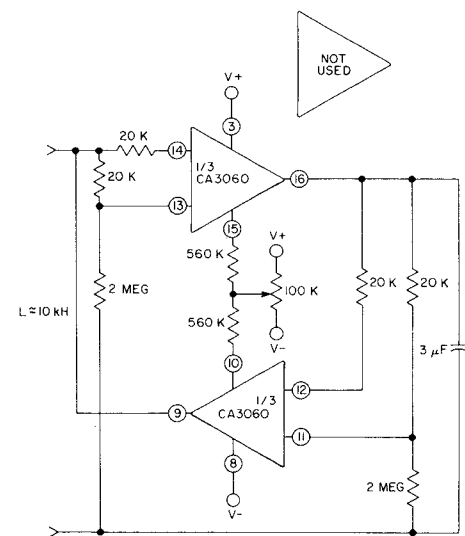 NOT
USED
V+
3
20 K
14
1/3
CA3060
16
20 K
13
15
560 K
V+
2 MEG
100 K
20 K
20 K
L≈10 kH
V-
3 μF
560 K
10
12
1/3
CA3060
9
11
8
2 MEG
V-